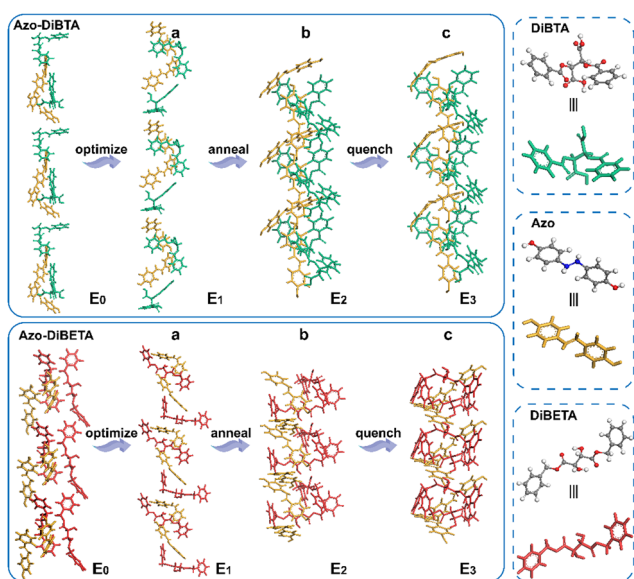 Azo-DiBTA
a
b
c
optimize
anneal
quench
E0
E1
E2
E3
Azo-DiBETA
a
b
c
optimize
anneal
quench
E0
E1
E2
E3
DiBTA
Azo
DiBETA